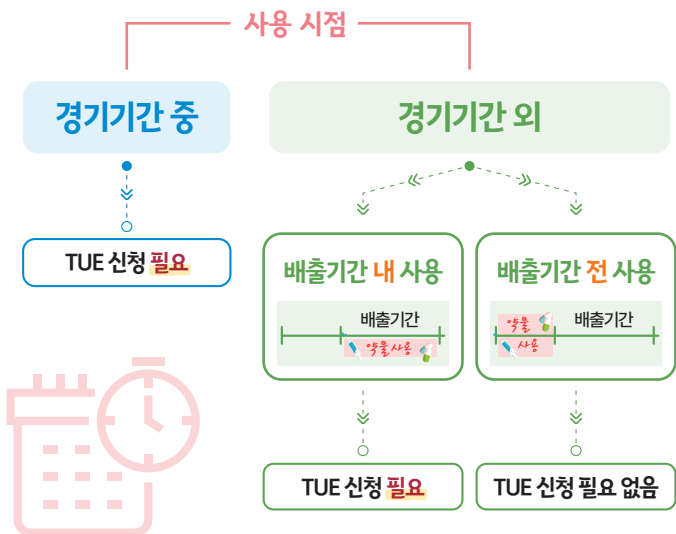 사용 시점
경기기간 중
경기기간 외
TUE 신청 필요
배출기간 내 사용
배출기간
약물사용
배출기간 전 사용
약물
배출기간
사용
TUE 신청 필요
TUE 신청 필요 없음